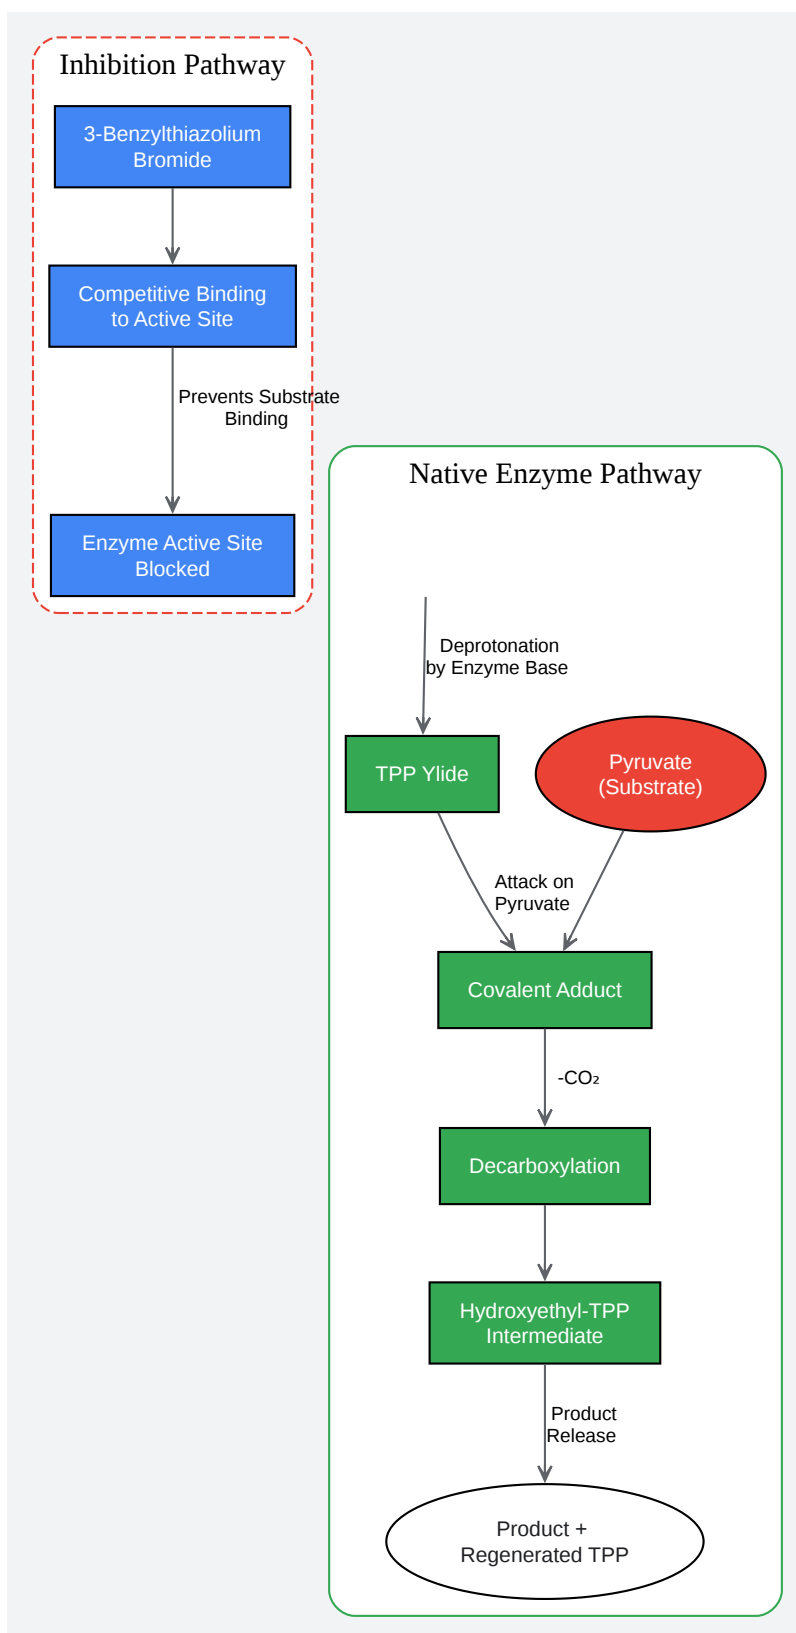 Inhibition Pathway
3-Benzylthiazolium
Bromide
Competitive Binding
to Active Site
Prevents Substrate
Binding
Enzyme Active Site
Blocked
Native Enzyme Pathway
Deprotonation
by Enzyme Base
TPP Ylide
Pyruvate
(Substrate)
Attack on
Pyruvate
Covalent Adduct
-CO₂
Decarboxylation
Hydroxyethyl-TPP
Intermediate
Product
Release
Product +
Regenerated TPP